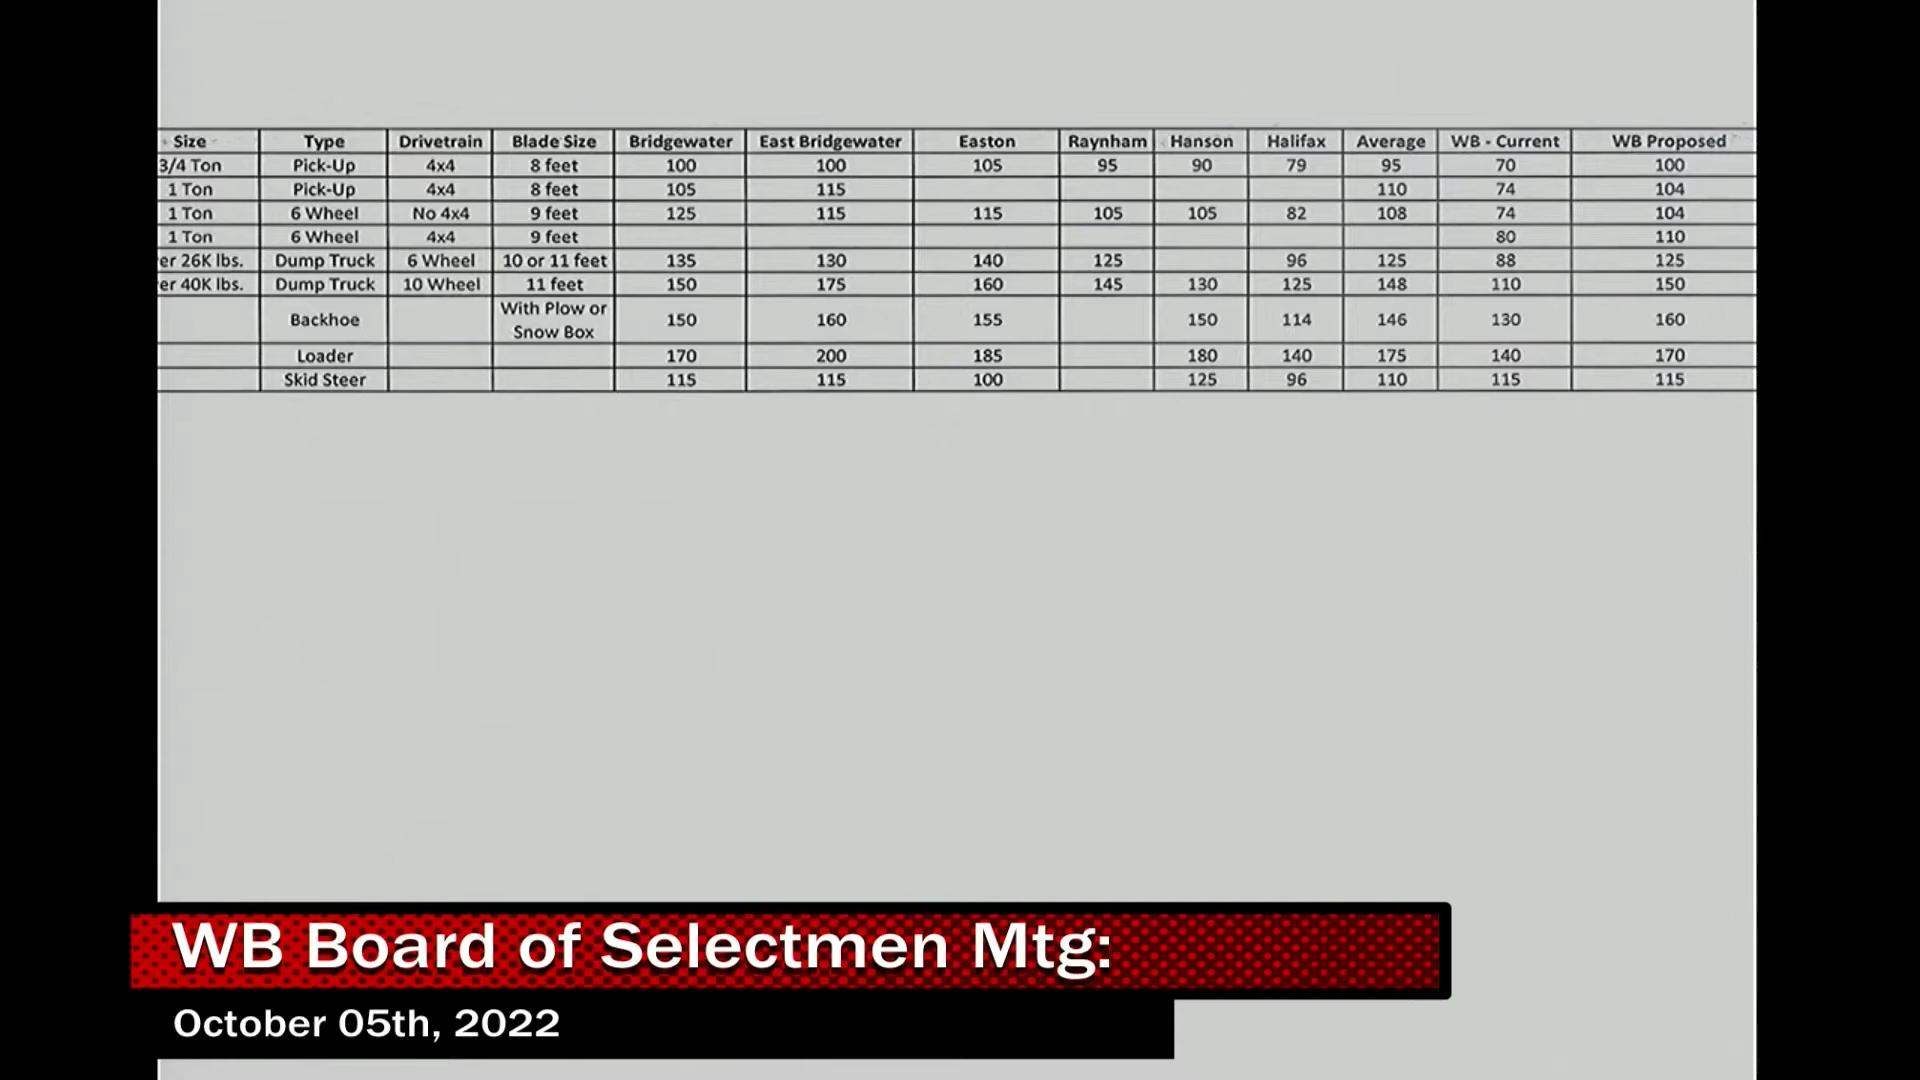 Size Type Drivetrain Blade Size Bridgewater East Bridgewater Easton Raynham Hanson Halifax Average WB - Current WB Proposed
3/4 Ton Pick-Up 4x4 8 feet 100 100 105 95 90 79 95 70 100
1 Ton Pick-Up 4x4 8 feet 105 115 110 74 104
1 Ton 6 Wheel No 4x4 9 feet 125 115 115 105 105 82 108 74 104
1 Ton 6 Wheel 4x4 9 feet 80 110
er 26K lbs. Dump Truck 6 Wheel 10 or 11 feet 135 130 140 125 96 125 88 125
er 40K lbs. Dump Truck 10 Wheel 11 feet 150 175 160 145 130 125 148 110 150
Backhoe With Plow or Snow Box 150 160 155 150 114 146 130 160
Loader 170 200 185 180 140 175 140 170
Skid Steer 115 115 100 125 96 110 115 115
WB Board of Selectmen Mtg:
October 05th, 2022